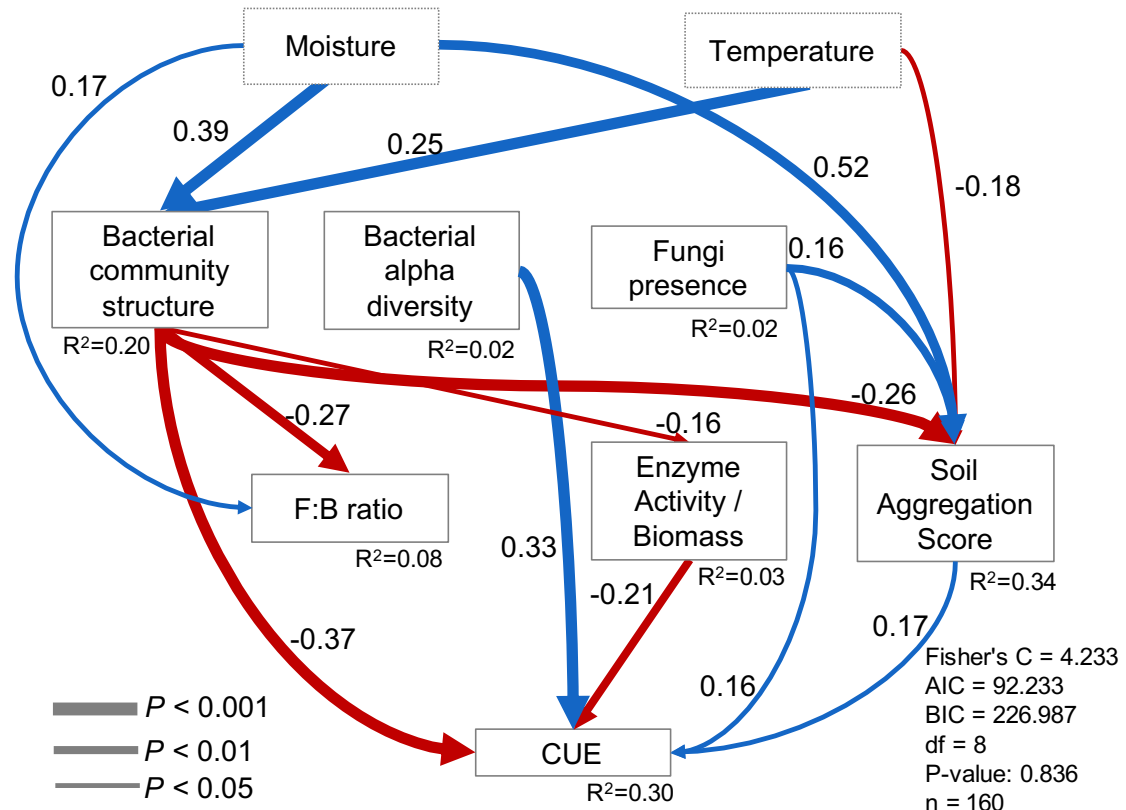 Moisture
Temperature
0.17
0.39
0.25
0.52
-0.18
Bacterial
community
structure
R²=0.20
Bacterial
alpha
diversity
R²=0.02
Fungi
presence
R²=0.02
0.16
-0.27
-0.16
-0.26
F:B ratio
R²=0.08
Enzyme
Activity /
Biomass
R²=0.03
Soil
Aggregation
Score
R²=0.34
0.33
-0.21
-0.37
0.16
0.17
CUE
R²=0.30
P < 0.001
P < 0.01
P < 0.05
Fisher's C = 4.233
AIC = 92.233
BIC = 226.987
df = 8
P-value: 0.836
n = 160